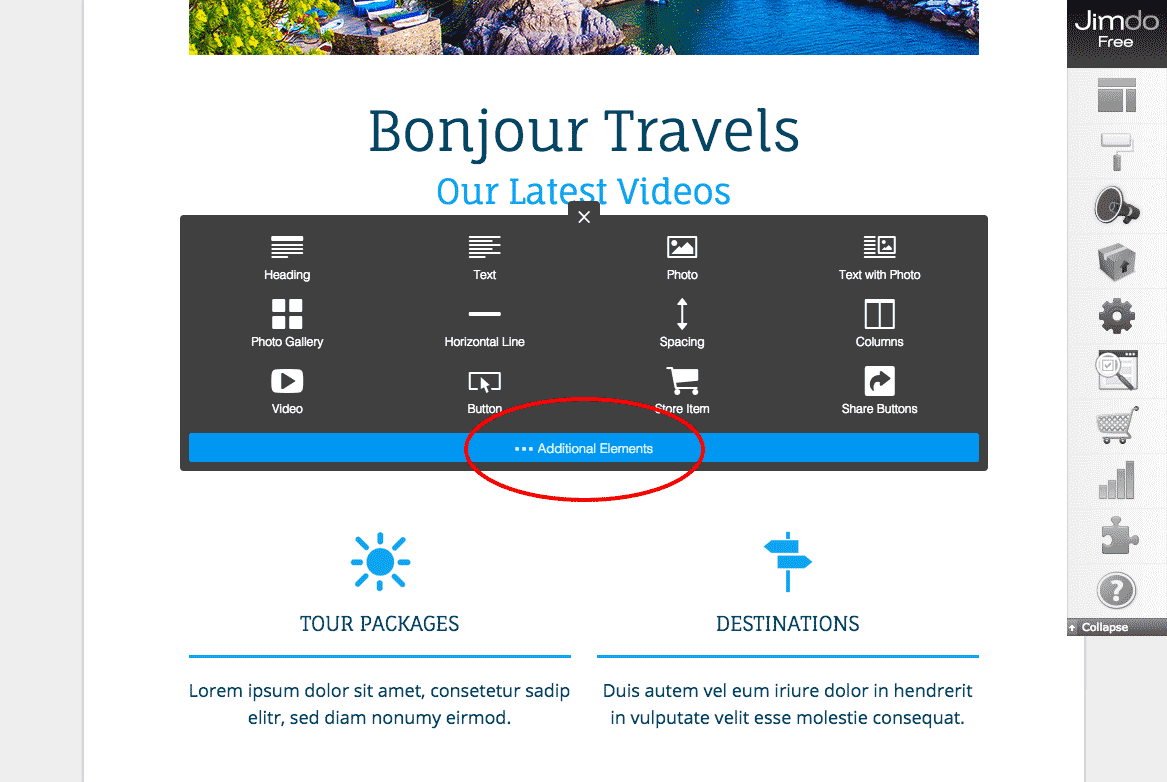 Jimdo
Free
Bonjour Travels
Our Latest Videos
Heading Text Photo Text with Photo
Photo Gallery Horizontal Line Spacing Columns
Video Button Store Item Share Buttons
Additional Elements
TOUR PACKAGES DESTINATIONS
Collapse
Lorem ipsum dolor sit amet, consetetur sadip
elitr, sed diam nonumy eirmod.
Duis autem vel eum iriure dolor in hendrerit
in vulputate velit esse molestie consequat.